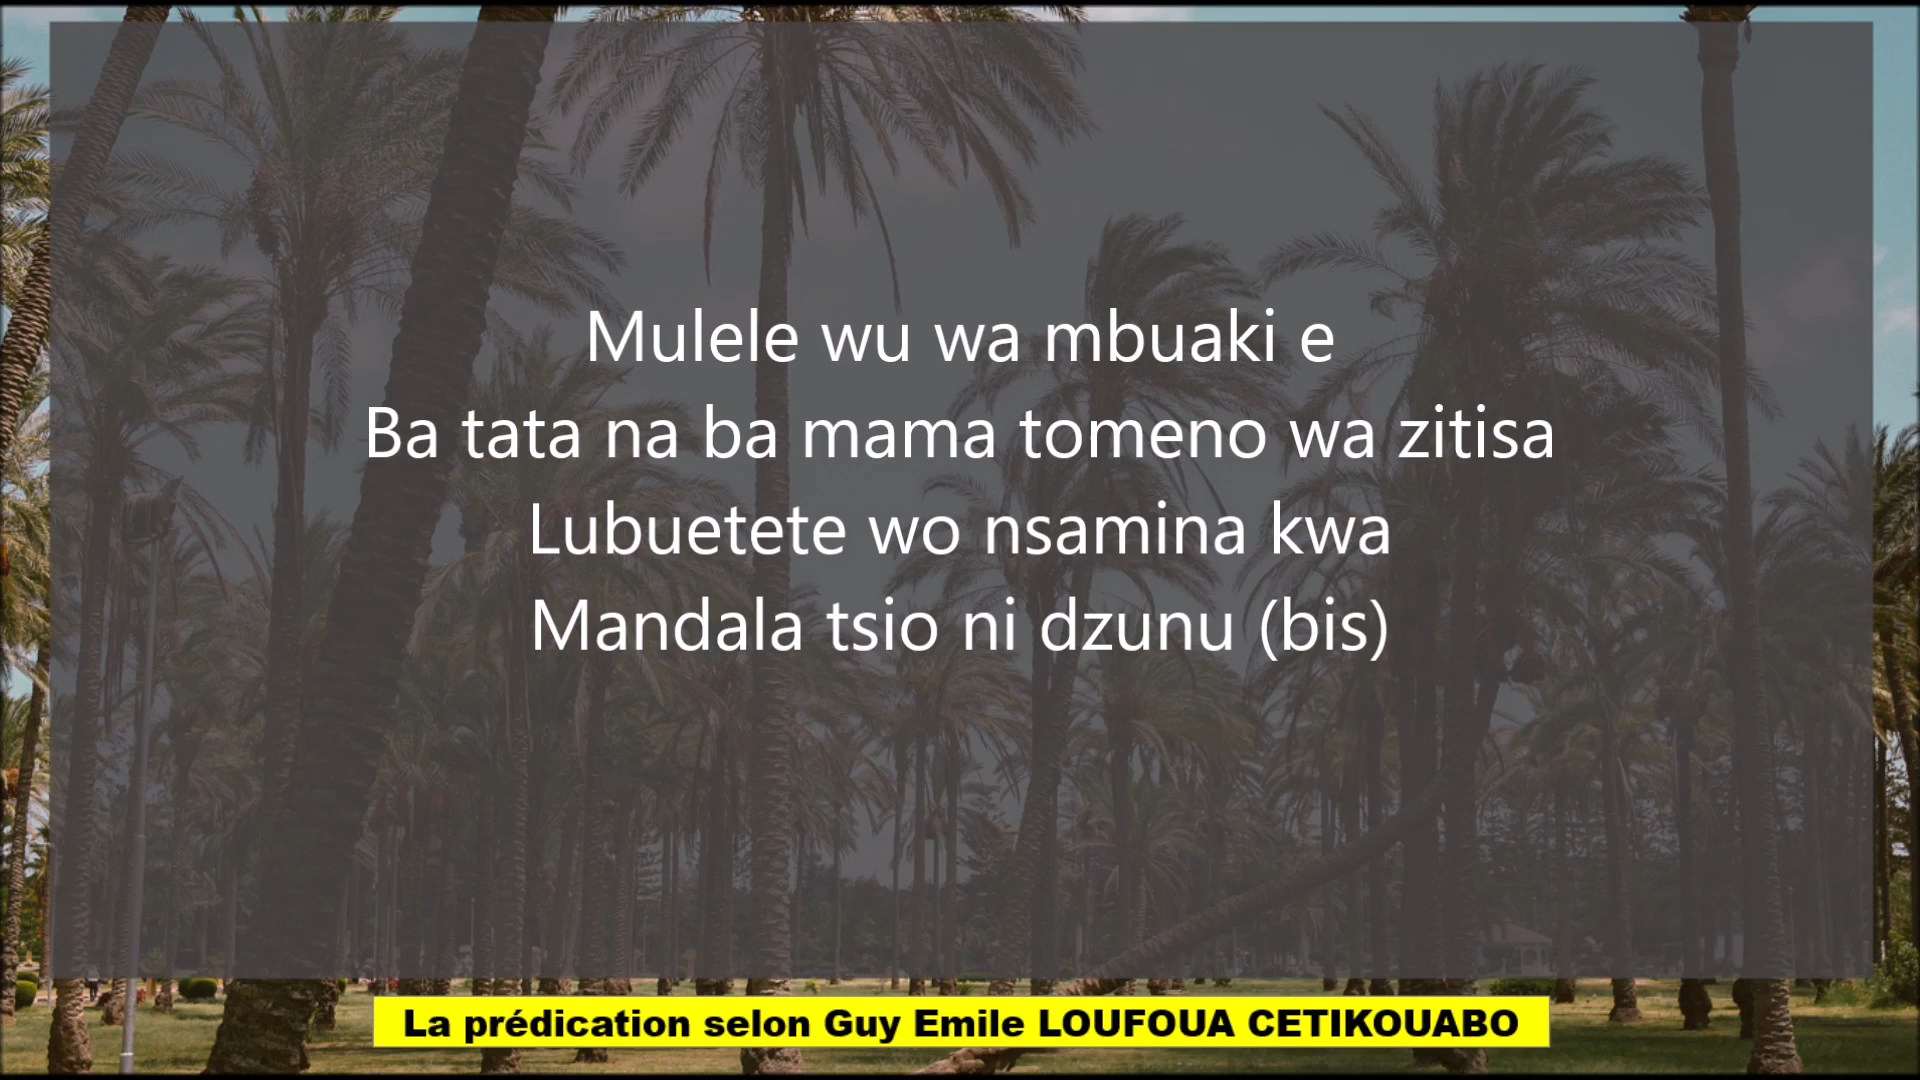 Mulele wu wa mbuaki e
Ba tata na ba mama tomeno wa zitisa
Lubuetete wo nsamina kwa
Mandala tsio ni dzunu (bis)
La prédication selon Guy Emile LOUFOUA CETIKOUABO